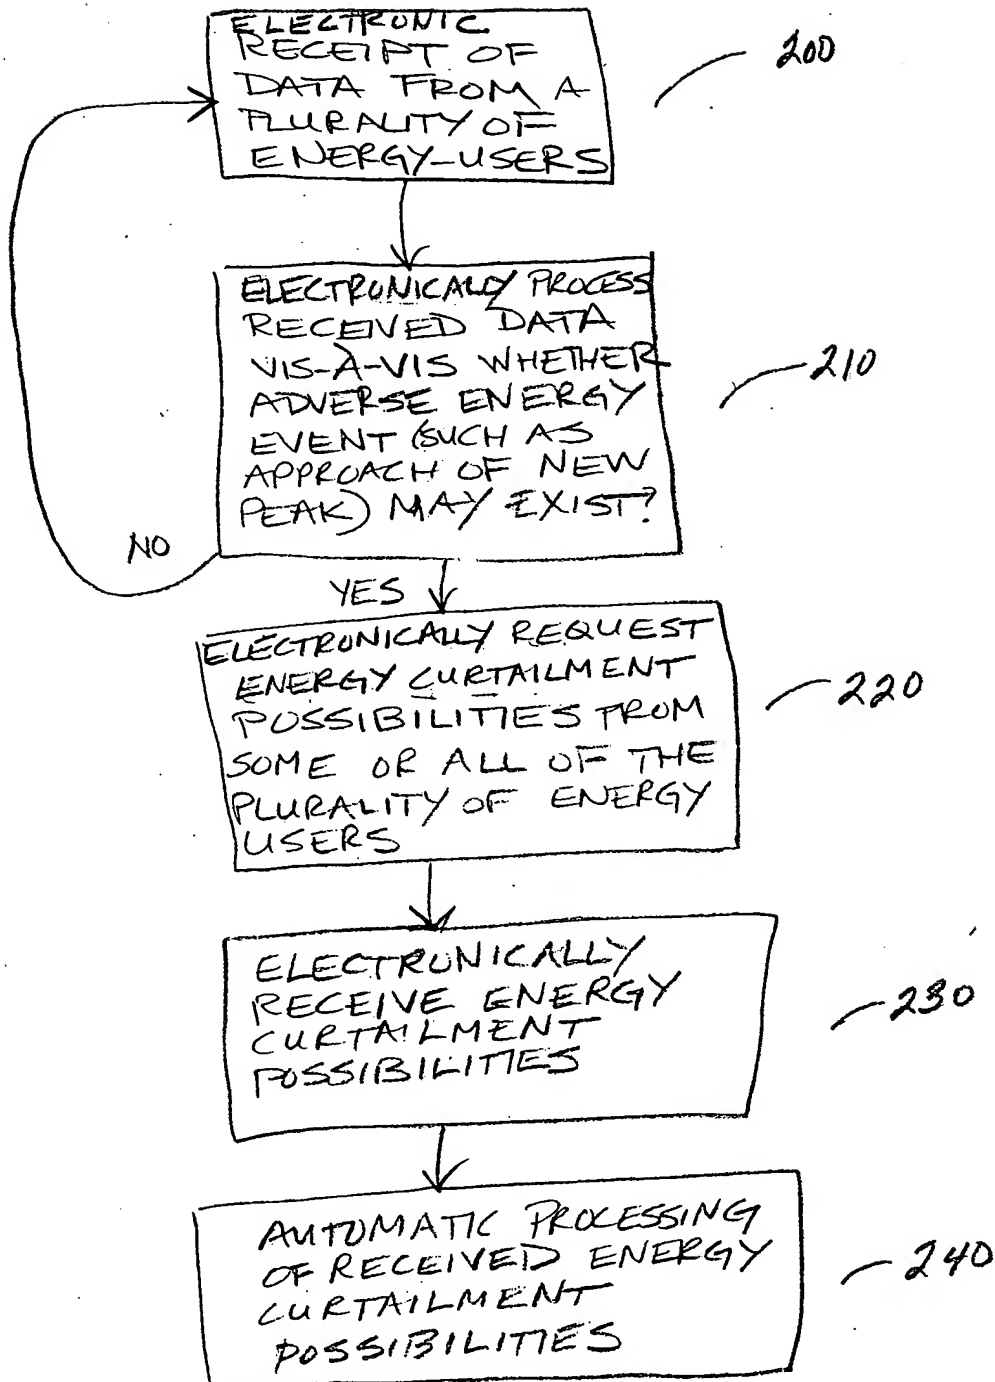 ELECTRONIC
RECEIPT OF
DATA FROM A
PLURALITY OF
ENERGY-USERS
200
ELECTRONICALLY PROCESS
RECEIVED DATA
VIS-À-VIS WHETHER
ADVERSE ENERGY
EVENT (SUCH AS
APPROACH OF NEW
PEAK) MAY EXIST?
210
NO
YES
ELECTRONICALLY REQUEST
ENERGY CURTAILMENT
POSSIBILITIES FROM
SOME OR ALL OF THE
PLURALITY OF ENERGY
USERS
220
ELECTRONICALLY
RECEIVE ENERGY
CURTAILMENT
POSSIBILITIES
230
AUTOMATIC PROCESSING
OF RECEIVED ENERGY
CURTAILMENT
POSSIBILITIES
240